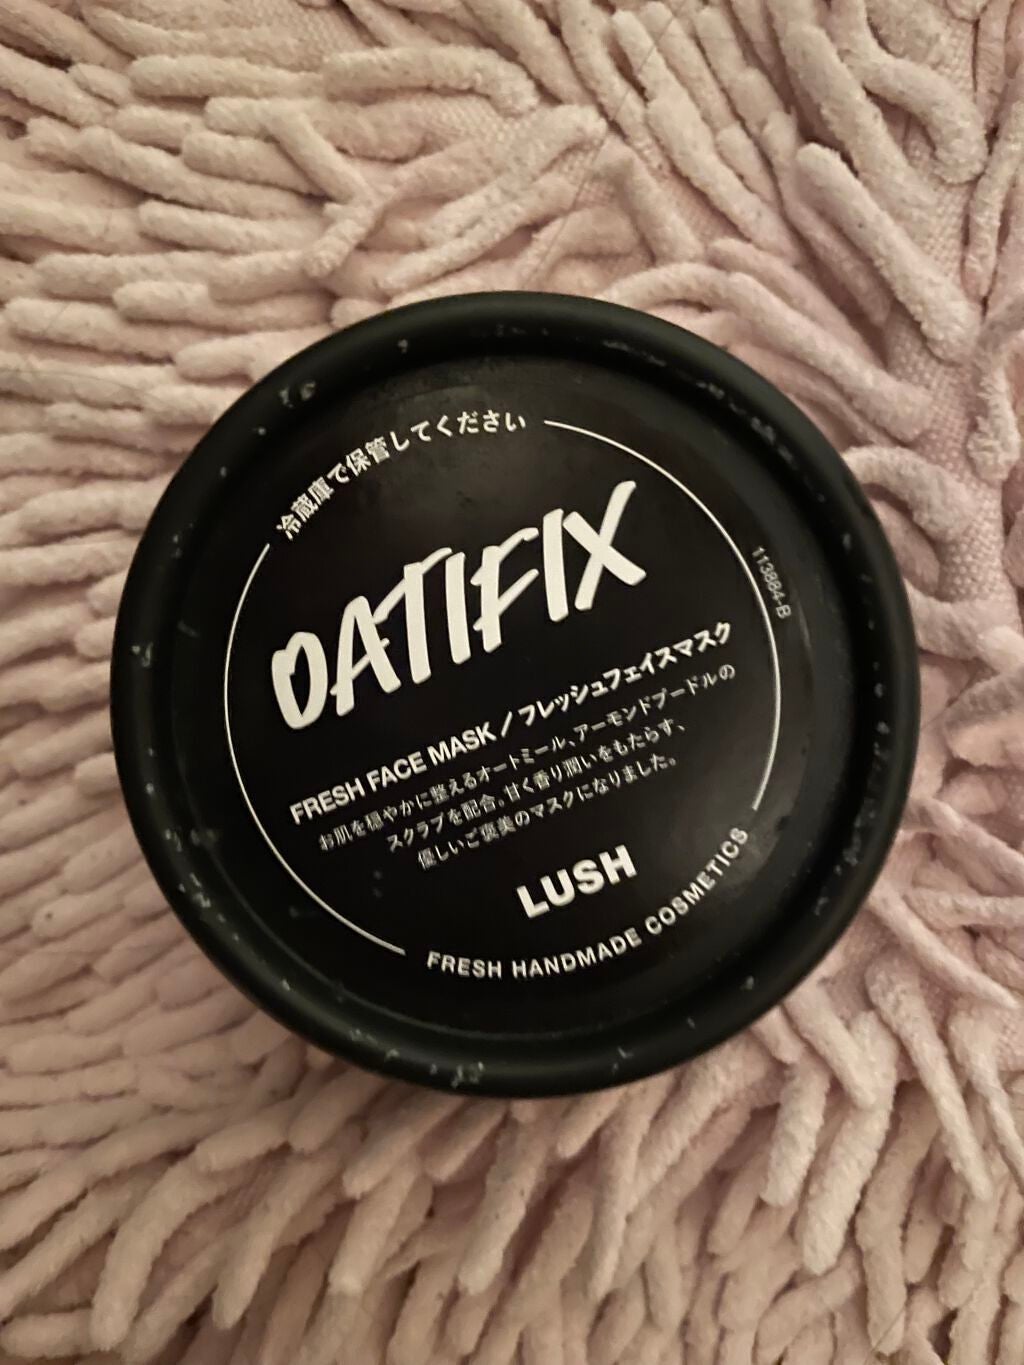 冷蔵庫で保管してください
OATIFIX
113884-B
FRESH FACE MASK / フレッシュフェイスマスク
お肌を穏やかに整えるオートミール、アーモンドプードルの
スクラブを配合。甘く香り潤いをもたらす、
優しいご褒美のマスクになりました。
LUSH
FRESH HANDMADE COSMETICS